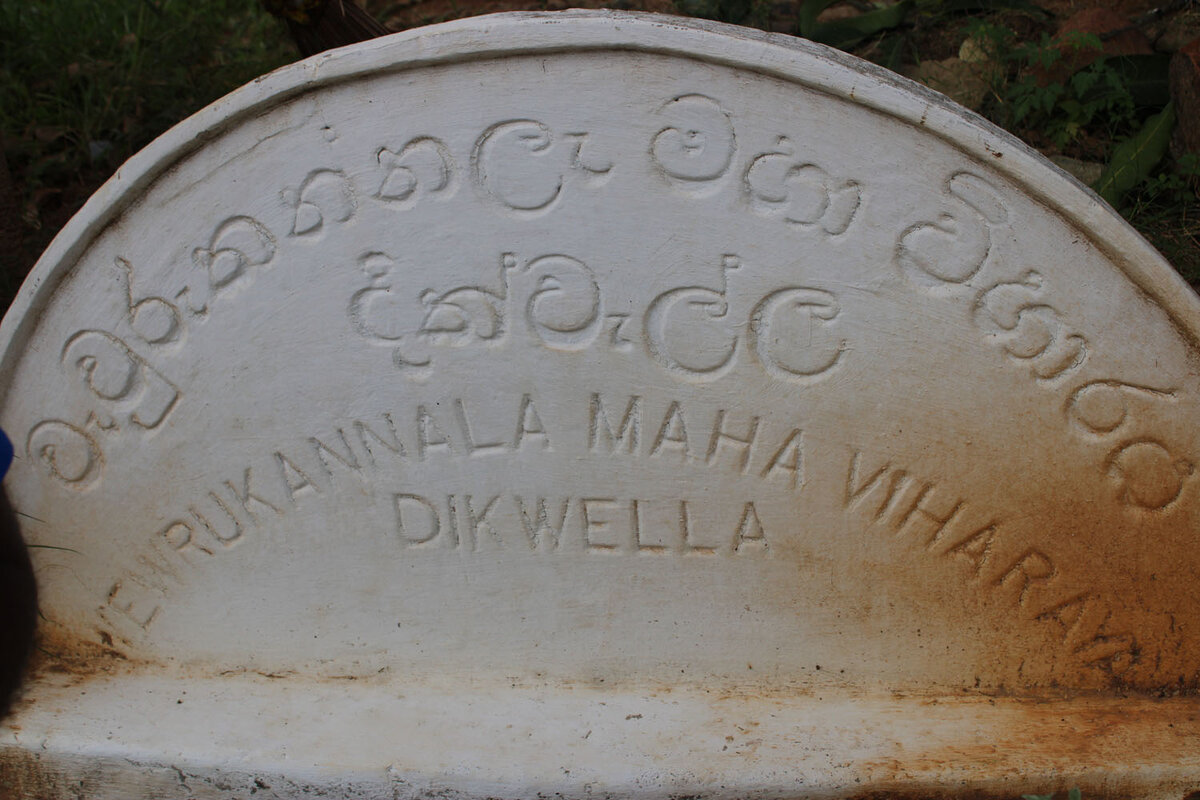 වැවුරුකන්නලැ මහා විහාරය
දික්වැල්ල
WEWRUKANNALA MAHA VIHARAYA
DIKWELLA